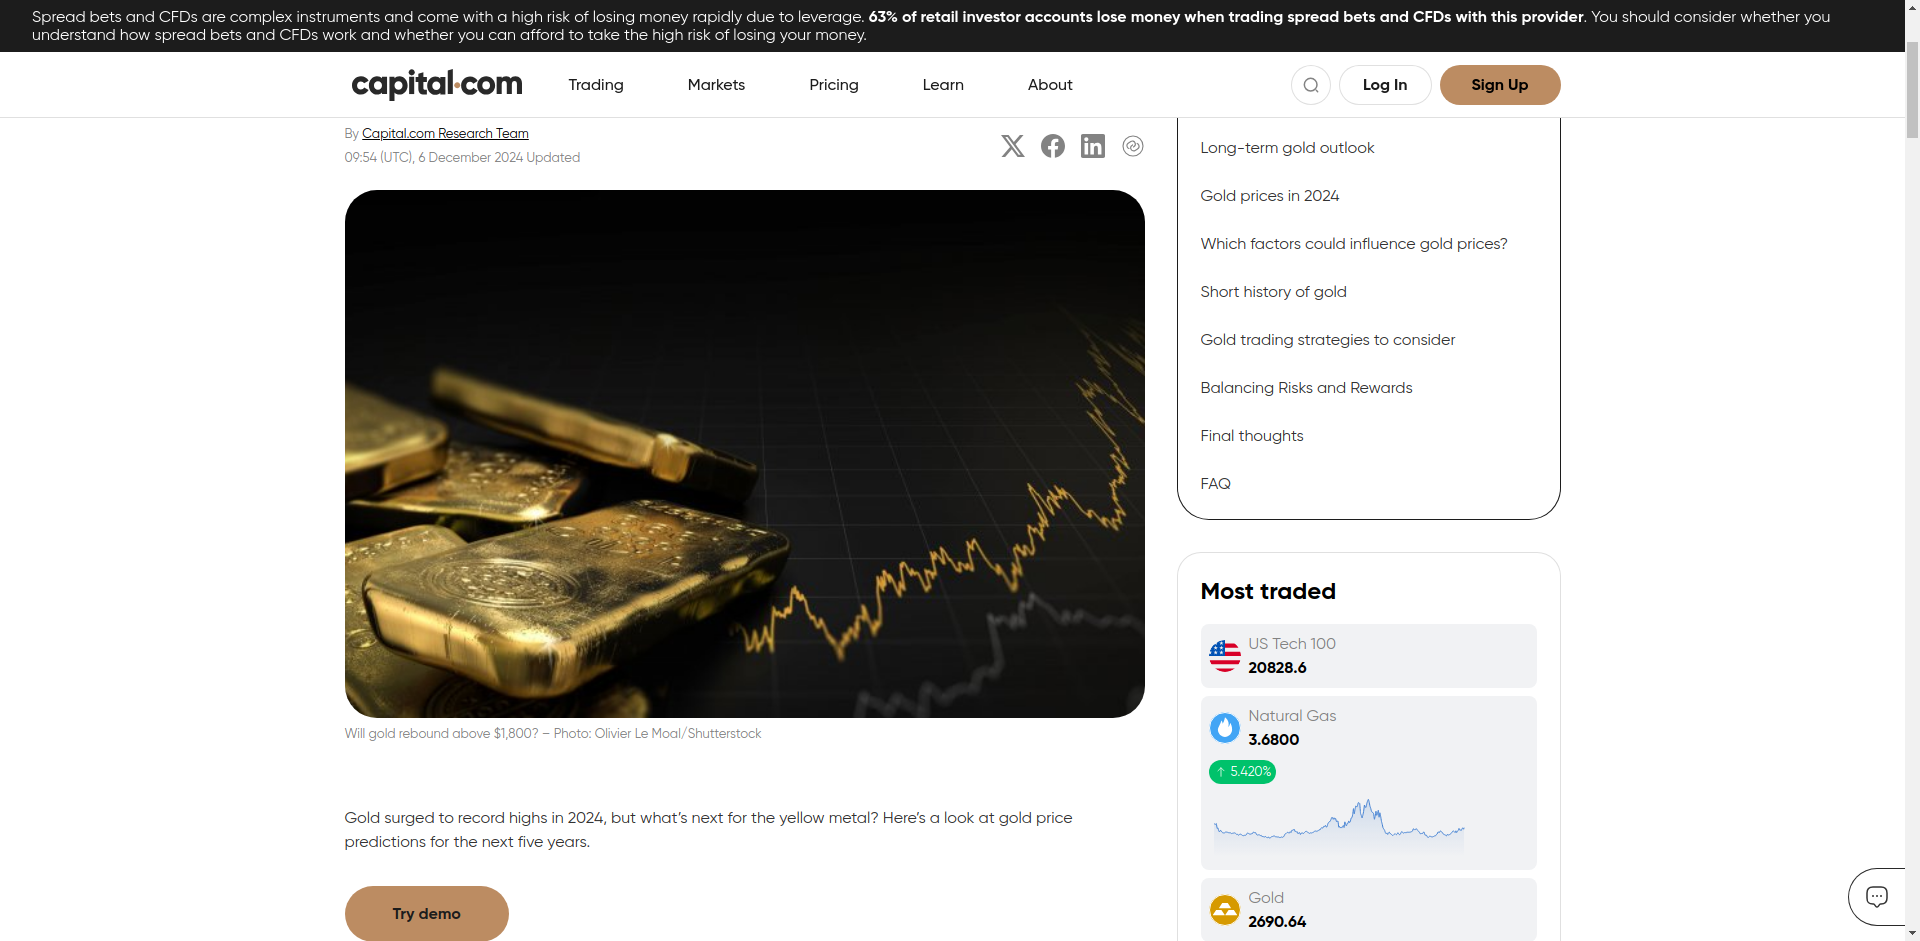 Spread bets and CFDs are complex instruments and come with a high risk of losing money rapidly due to leverage. 63% of retail investor accounts lose money when trading spread bets and CFDs with this provider. You should consider whether you
understand how spread bets and CFDs work and whether you can afford to take the high risk of losing your money.
capital.com
Trading
Markets
Pricing
Learn
About
Log In
Sign Up
By Capital.com Research Team
09:54 (UTC), 6 December 2024 Updated
Will gold rebound above $1,800? – Photo: Olivier Le Moal/Shutterstock
Gold surged to record highs in 2024, but what’s next for the yellow metal? Here’s a look at gold price
predictions for the next five years.
Try demo
Long-term gold outlook
Gold prices in 2024
Which factors could influence gold prices?
Short history of gold
Gold trading strategies to consider
Balancing Risks and Rewards
Final thoughts
FAQ
Most traded
US Tech 100
20828.6
Natural Gas
3.6800
↑ 5.420%
Gold
2690.64